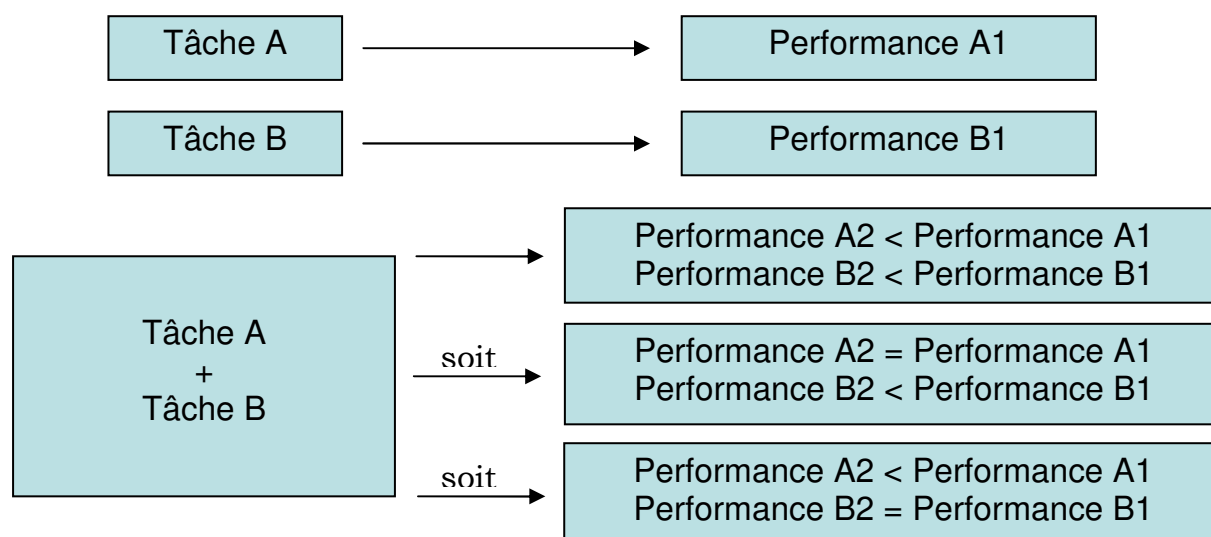 Tâche A
Performance A1
Tâche B
Performance B1
Tâche A
+
Tâche B
Performance A2 < Performance A1
Performance B2 < Performance B1
soit
Performance A2 = Performance A1
Performance B2 < Performance B1
soit
Performance A2 < Performance A1
Performance B2 = Performance B1